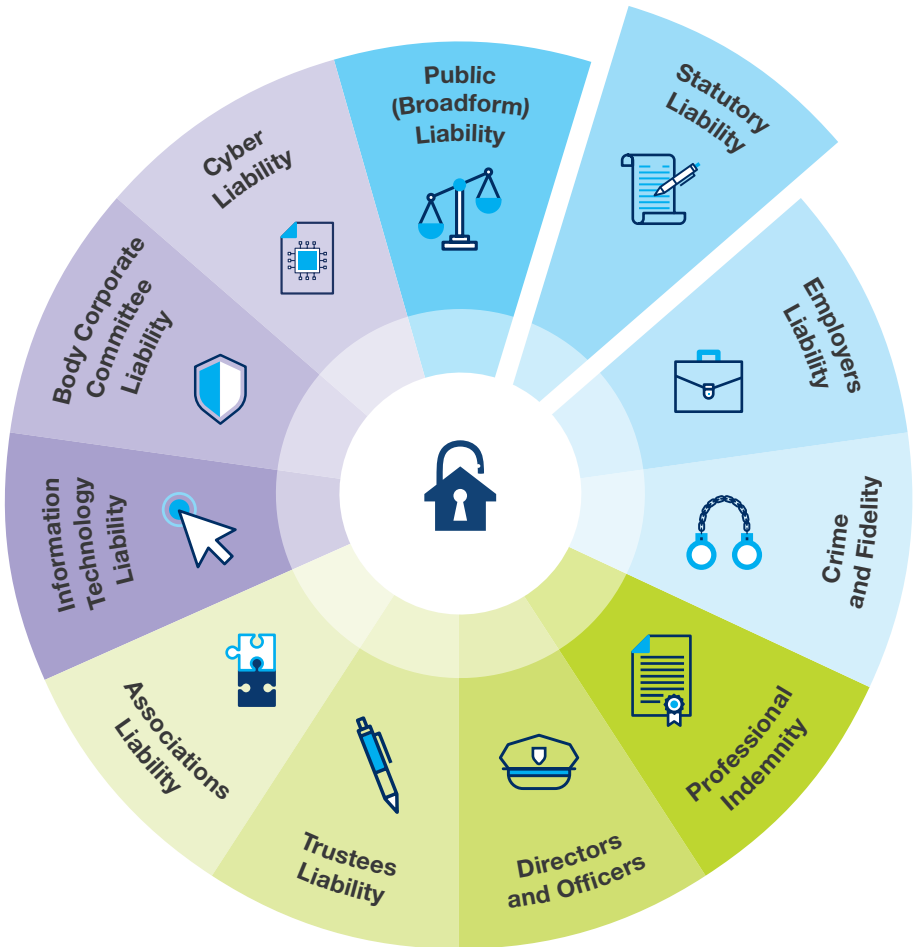 Public
(Broadform)
Liability
Statutory
Liability
Employers
Liability
Crime
and Fidelity
Professional
Indemnity
Directors
and Officers
Trustees
Liability
Associations
Liability
Information
Technology
Liability
Body Corporate
Committee
Liability
Cyber
Liability